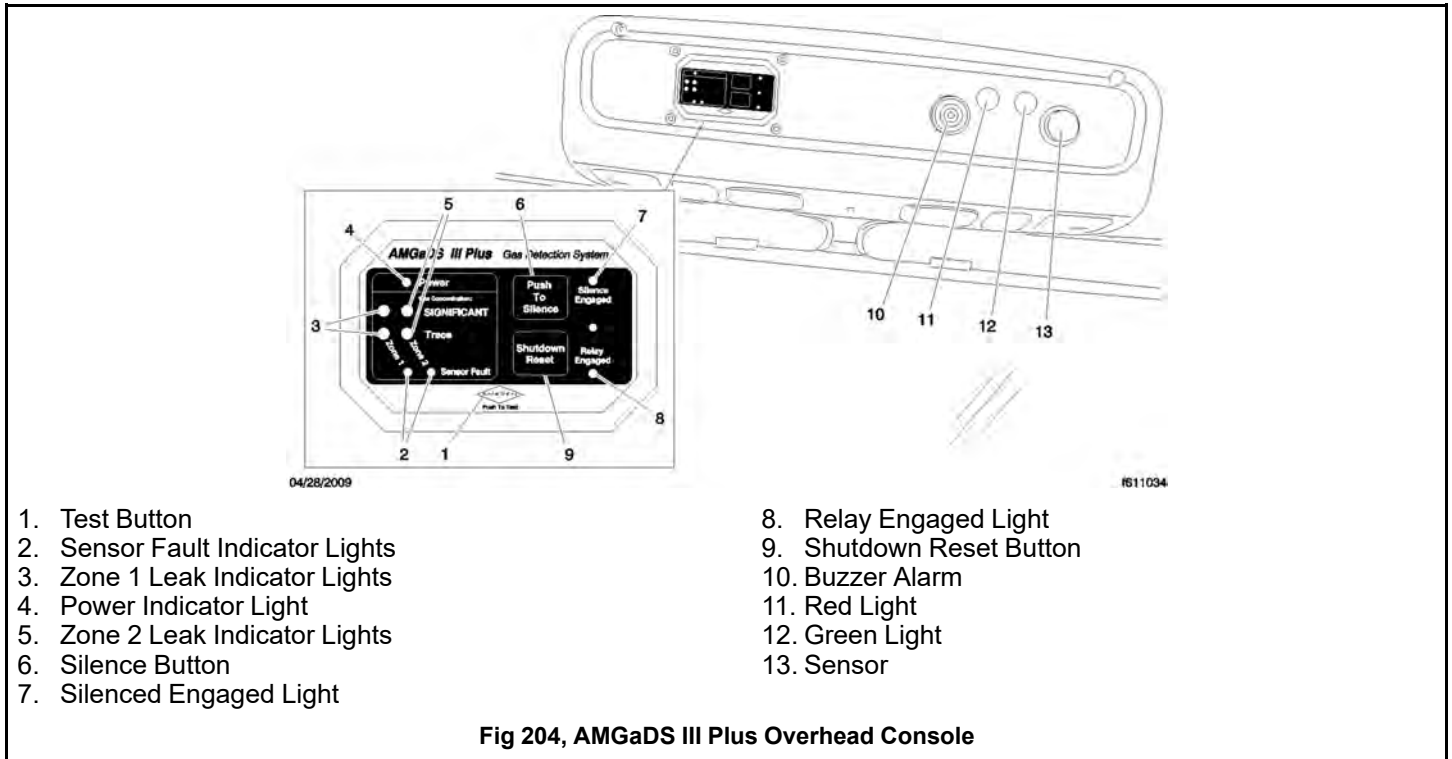 10
11
12
13
5
6
7
4
AMGaDS III Plus Gas Detection System
Power
Gas Concentration:
SIGNIFICANT
Push
To
Silence
Silence
Engaged
3
Trace
Zone 1
Zone 2
Shutdown
Reset
Relay
Engaged
Sensor Fault
Push To Test
8
2
1
9
04/28/2009
f611034
1. Test Button
2. Sensor Fault Indicator Lights
3. Zone 1 Leak Indicator Lights
4. Power Indicator Light
5. Zone 2 Leak Indicator Lights
6. Silence Button
7. Silenced Engaged Light
8. Relay Engaged Light
9. Shutdown Reset Button
10. Buzzer Alarm
11. Red Light
12. Green Light
13. Sensor
Fig 204, AMGaDS III Plus Overhead Console